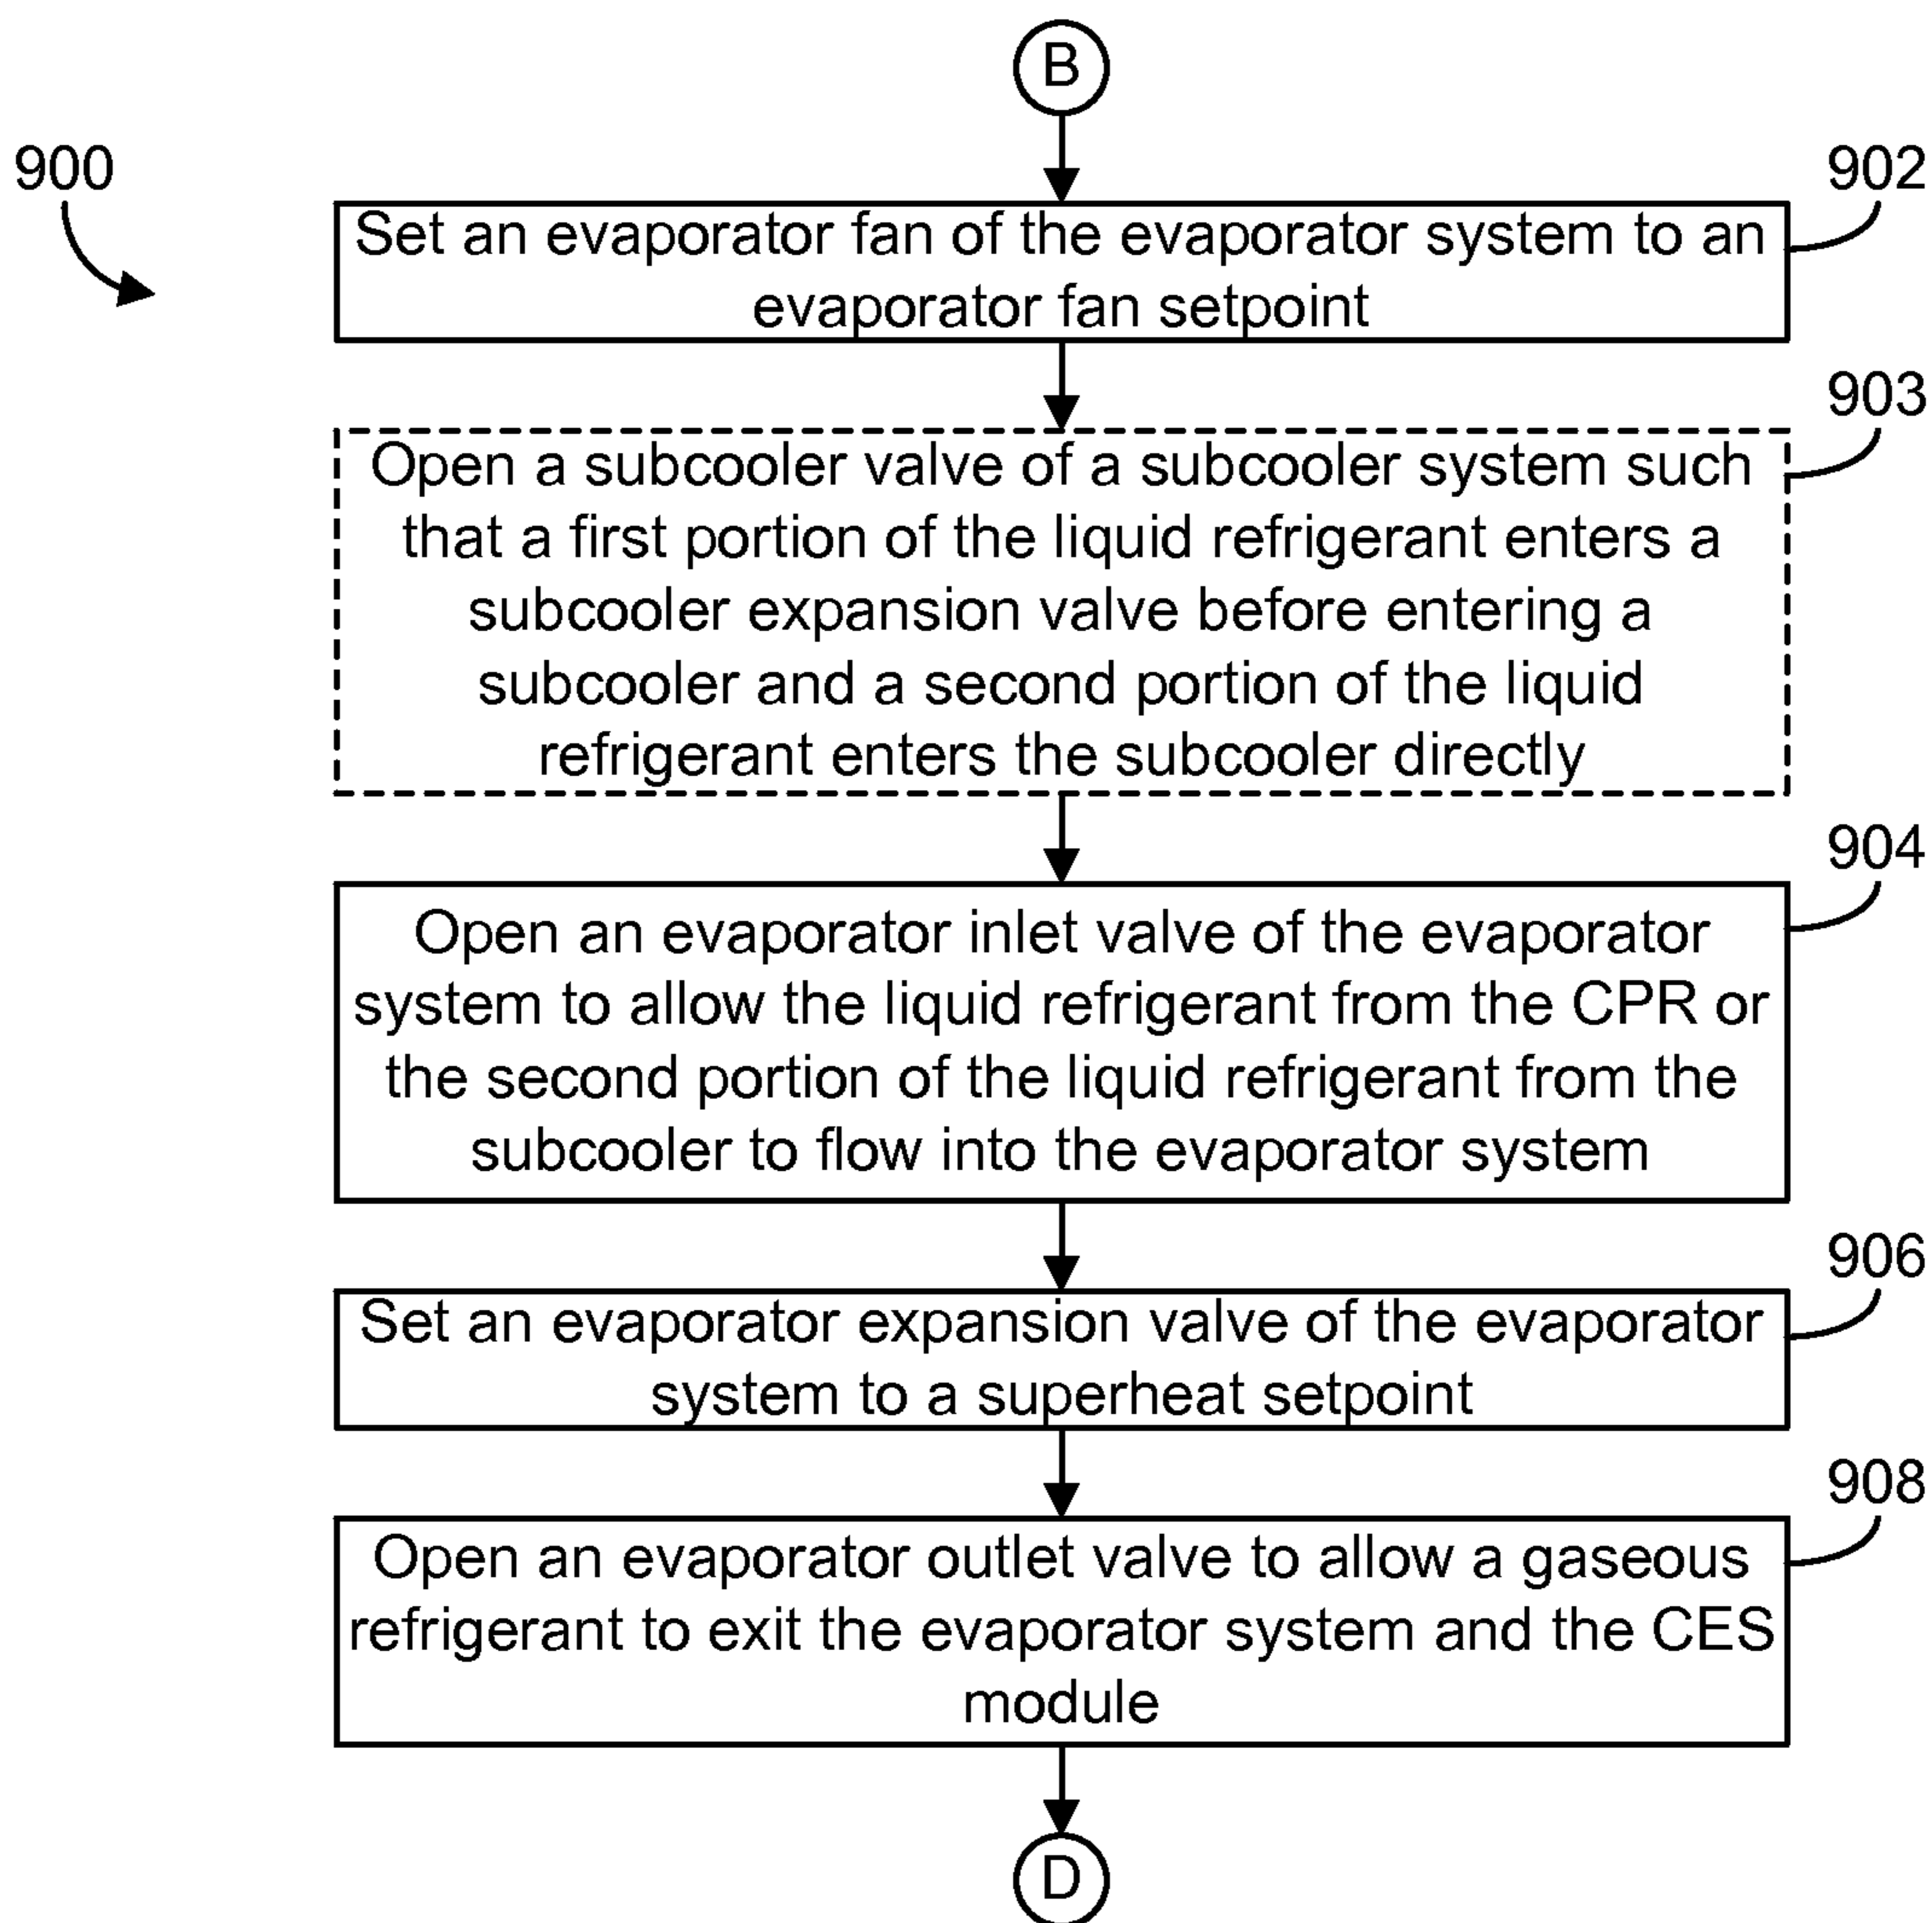 B
900
902
Set an evaporator fan of the evaporator system to an
evaporator fan setpoint
903
Open a subcooler valve of a subcooler system such
that a first portion of the liquid refrigerant enters a
subcooler expansion valve before entering a
subcooler and a second portion of the liquid
refrigerant enters the subcooler directly
904
Open an evaporator inlet valve of the evaporator
system to allow the liquid refrigerant from the CPR or
the second portion of the liquid refrigerant from the
subcooler to flow into the evaporator system
906
Set an evaporator expansion valve of the evaporator
system to a superheat setpoint
908
Open an evaporator outlet valve to allow a gaseous
refrigerant to exit the evaporator system and the CES
module
D